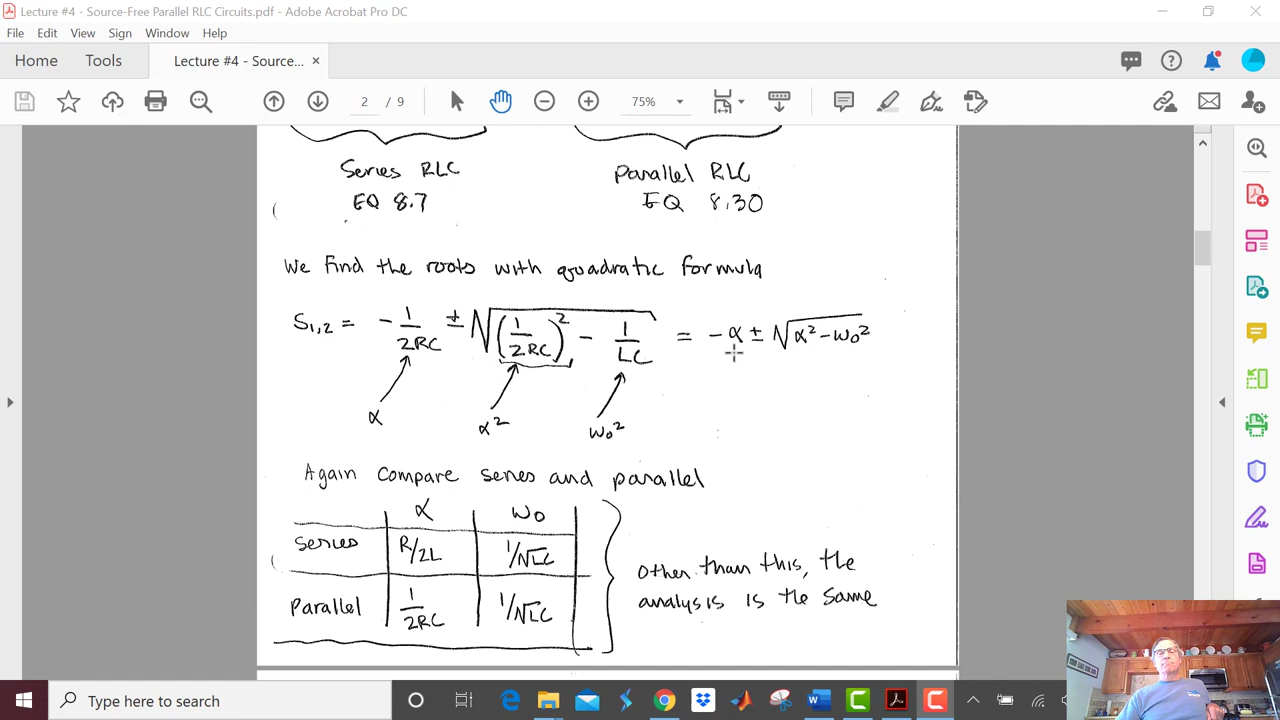 Lecture #4 - Source-Free Parallel RLC Circuits.pdf - Adobe Acrobat Pro DC
File Edit View Sign Window Help
Home Tools Lecture #4 - Source... ×
2 / 9 75%
Series RLC Parallel RLC
EQ 8.7 EQ 8.30
We find the roots with quadratic formula
S1,2 = - 1/2RC ± √(1/2RC)² - 1/LC = -α ± √α² - ω0²
α α² ω0²
Again compare series and parallel
α ω0
Series R/2L 1/√LC
Parallel 1/2RC 1/√LC
Other than this, the
analysis is the same
Type here to search